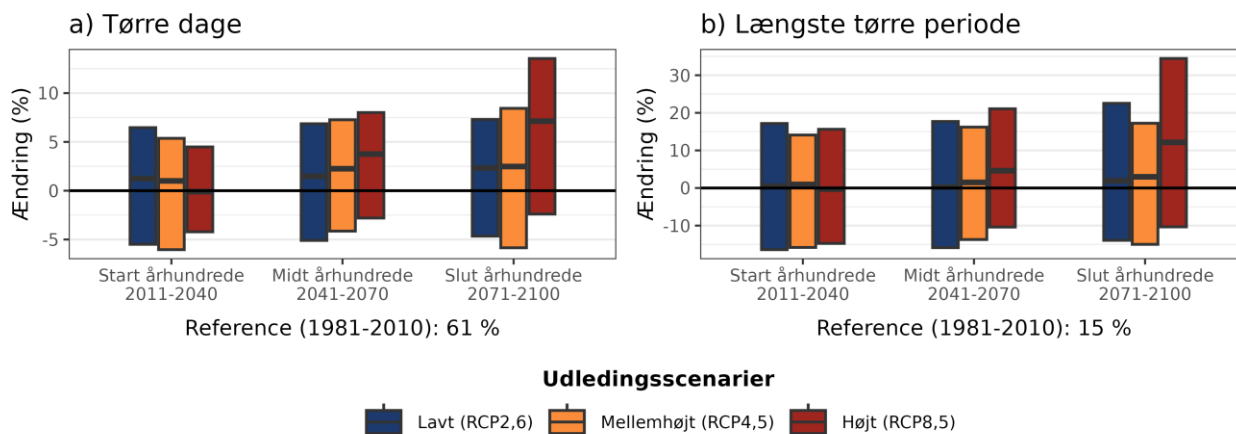 a) Tørre dage
Ændring (%)
10
5
0
-5
Start århundrede
2011-2040
Midt århundrede
2041-2070
Slut århundrede
2071-2100
Reference (1981-2010): 61 %
b) Længste tørre periode
Ændring (%)
30
20
10
0
-10
Start århundrede
2011-2040
Midt århundrede
2041-2070
Slut århundrede
2071-2100
Reference (1981-2010): 15 %
Udledingsscenarier
Lavt (RCP2,6)
Mellemhøjt (RCP4,5)
Højt (RCP8,5)